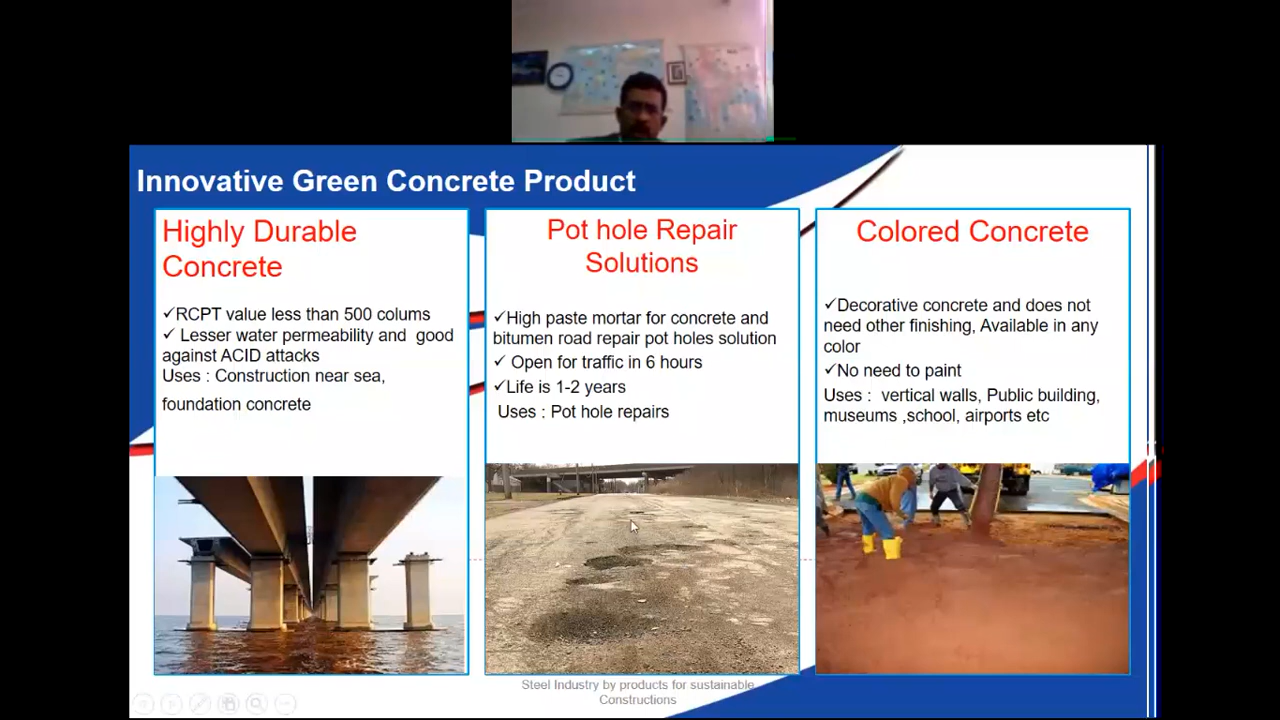 Innovative Green Concrete Product
Highly Durable
Concrete
✓RCPT value less than 500 colums
✓ Lesser water permeability and good
against ACID attacks
Uses : Construction near sea,
foundation concrete
Pot hole Repair
Solutions
✓High paste mortar for concrete and
bitumen road repair pot holes solution
✓ Open for traffic in 6 hours
✓Life is 1-2 years
Uses : Pot hole repairs
Colored Concrete
✓Decorative concrete and does not
need other finishing, Available in any
color
✓No need to paint
Uses : vertical walls, Public building,
museums ,school, airports etc
Steel Industry by products for sustainable
Constructions